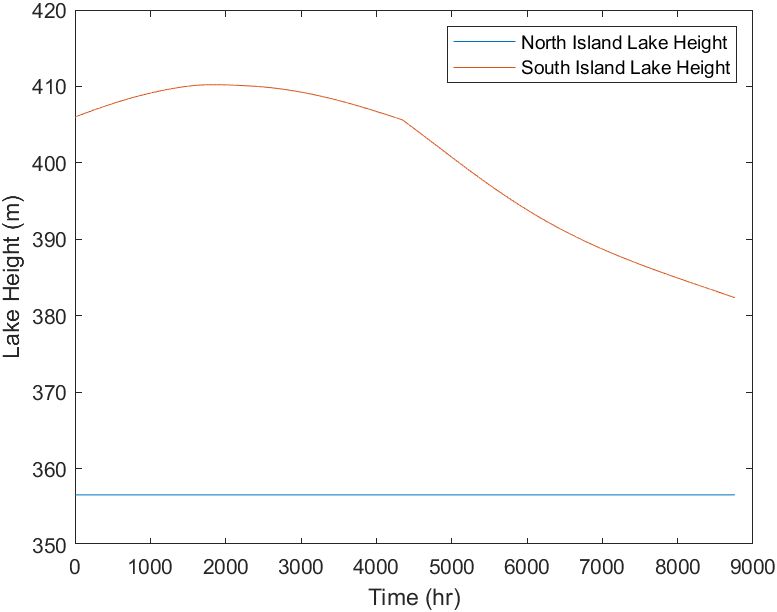 420
410
400
390
380
370
360
350
Lake Height (m)
North Island Lake Height
South Island Lake Height
0 1000 2000 3000 4000 5000 6000 7000 8000 9000
Time (hr)